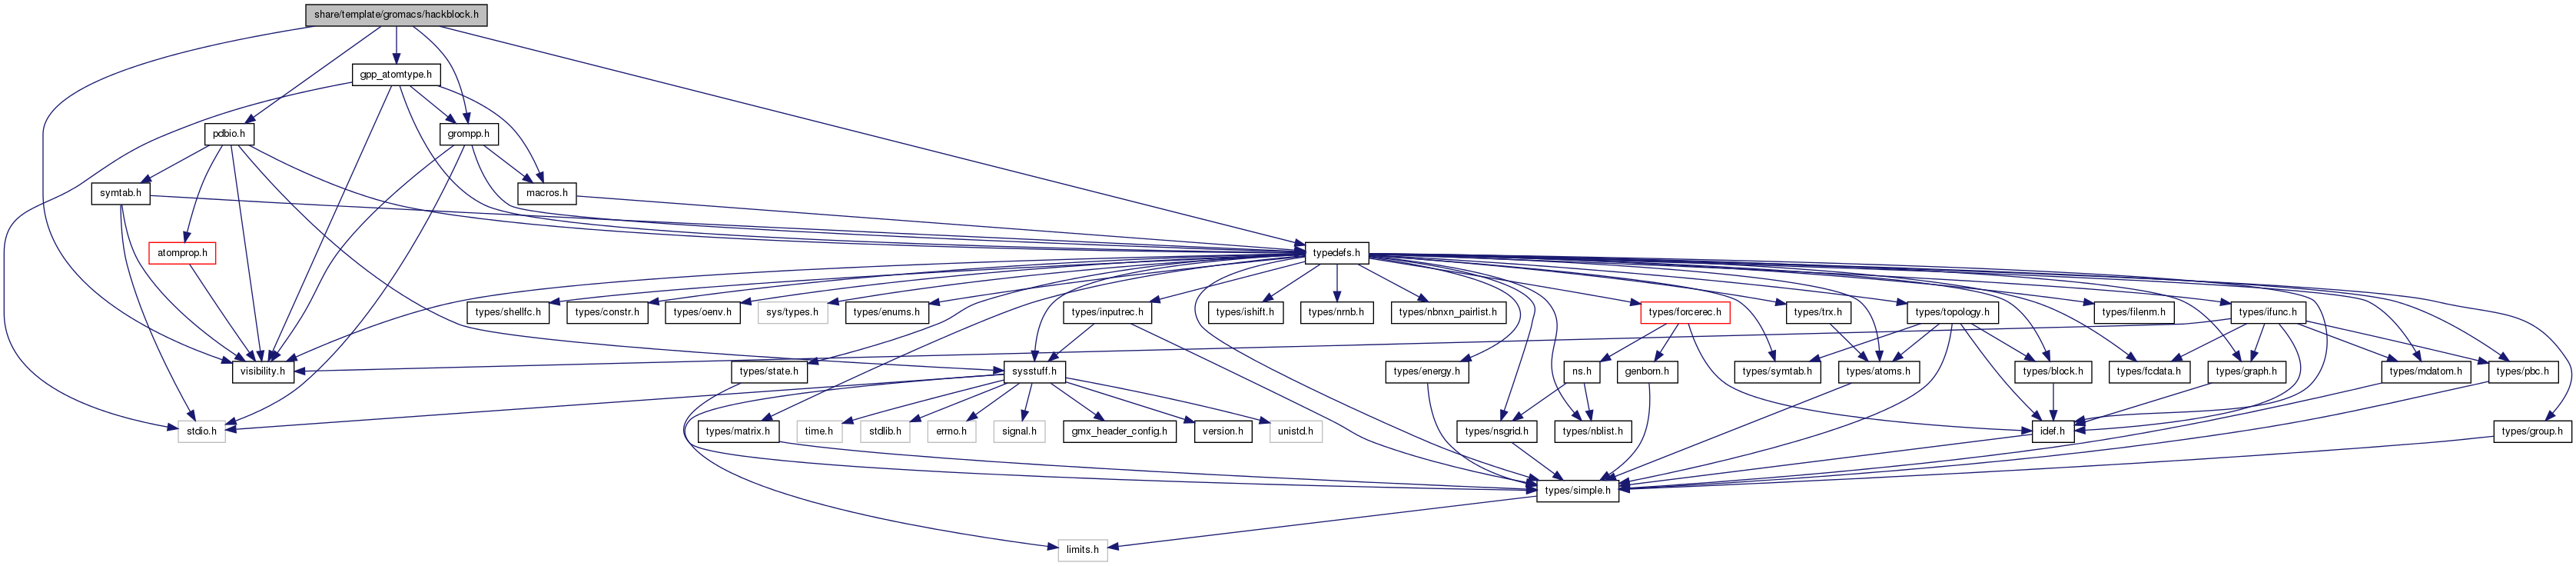 share/template/gromacs/hackblock.h
gpp_atomtype.h
pdbio.h
grompp.h
symtab.h
macros.h
atomprop.h
typedefs.h
types/shellfc.h
types/constr.h
types/oenv.h
sys/types.h
types/enums.h
types/inputrec.h
types/ishift.h
types/nrnb.h
types/nbnxn_pairlist.h
types/forcerec.h
types/trx.h
types/topology.h
types/filenm.h
types/ifunc.h
visibility.h
types/state.h
sysstuff.h
types/energy.h
ns.h
genborn.h
types/symtab.h
types/atoms.h
types/block.h
types/fcdata.h
types/graph.h
types/mdatom.h
types/pbc.h
stdio.h
types/matrix.h
time.h
stdlib.h
errno.h
signal.h
gmx_header_config.h
version.h
unistd.h
types/nsgrid.h
types/nblist.h
idef.h
types/group.h
types/simple.h
limits.h